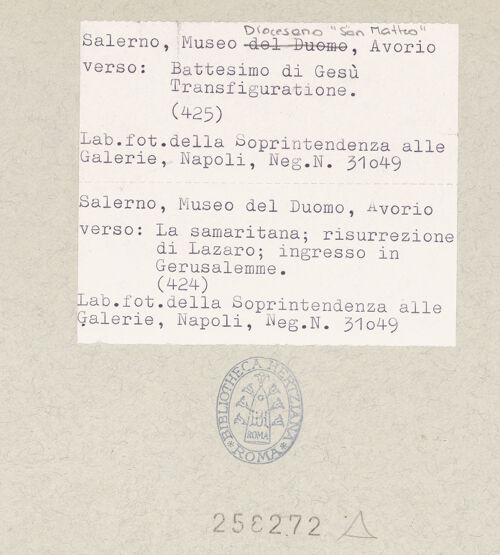 Diocesano "San Matteo"
Salerno, Museo del Duomo, Avorio
verso: Battesimo di Gesù
Transfiguratione.
(425)
Lab.fot.della Soprintendenza alle
Galerie, Napoli, Neg.N. 31o49
Salerno, Museo del Duomo, Avorio
verso: La samaritana; risurrezione
di Lazaro; ingresso in
Gerusalemme.
(424)
Lab.fot.della Soprintendenza alle
Galerie, Napoli, Neg.N. 31o49
BIBLIOTHECA HERTZIANA
ROMA
*ROMA*
258272